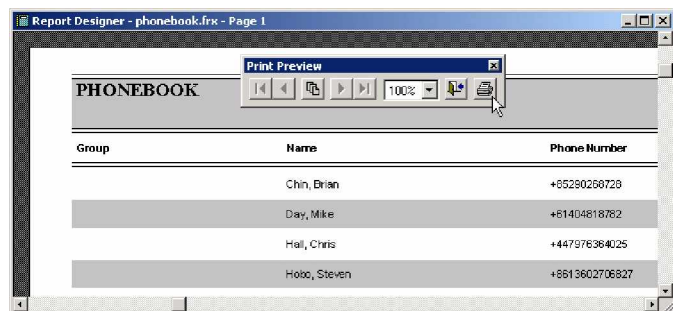 Report Designer - phonebook.frx - Page 1
Print Preview
100%
PHONEBOOK
Group Name Phone Number
Chin, Brian +85290268728
Day, Mike +61404818782
Hall, Chris +447976364025
Hobo, Steven +8613602706827